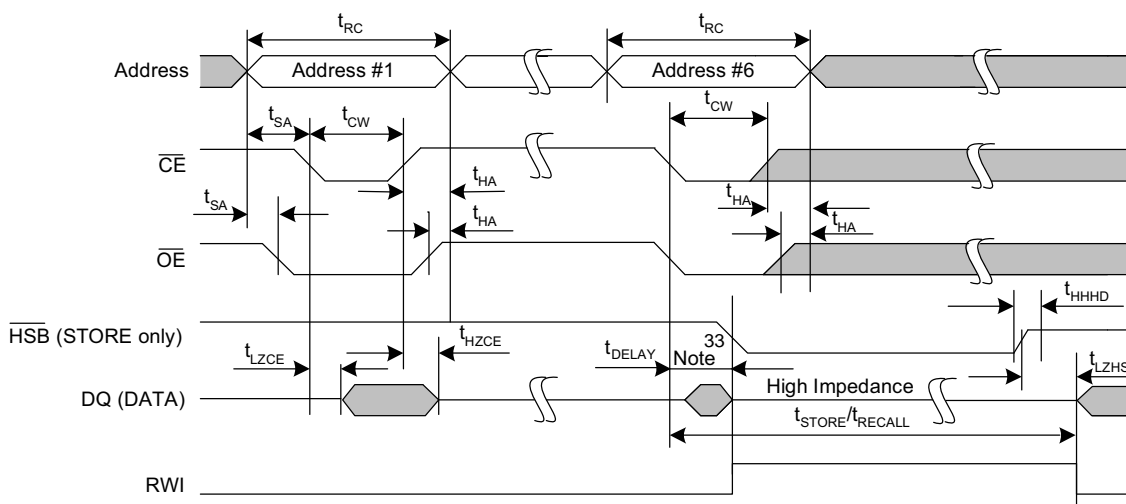 tRC tRC
Address Address #1 Address #6
tSA tCW tCW
CE
tHA
tSA tHA tHA
tHA
OE
tHHHD
HSB (STORE only)
tLZCE tHZCE tDELAY Note 33 tLZHS
DQ (DATA) High Impedance
tSTORE/tRECALL
RWI